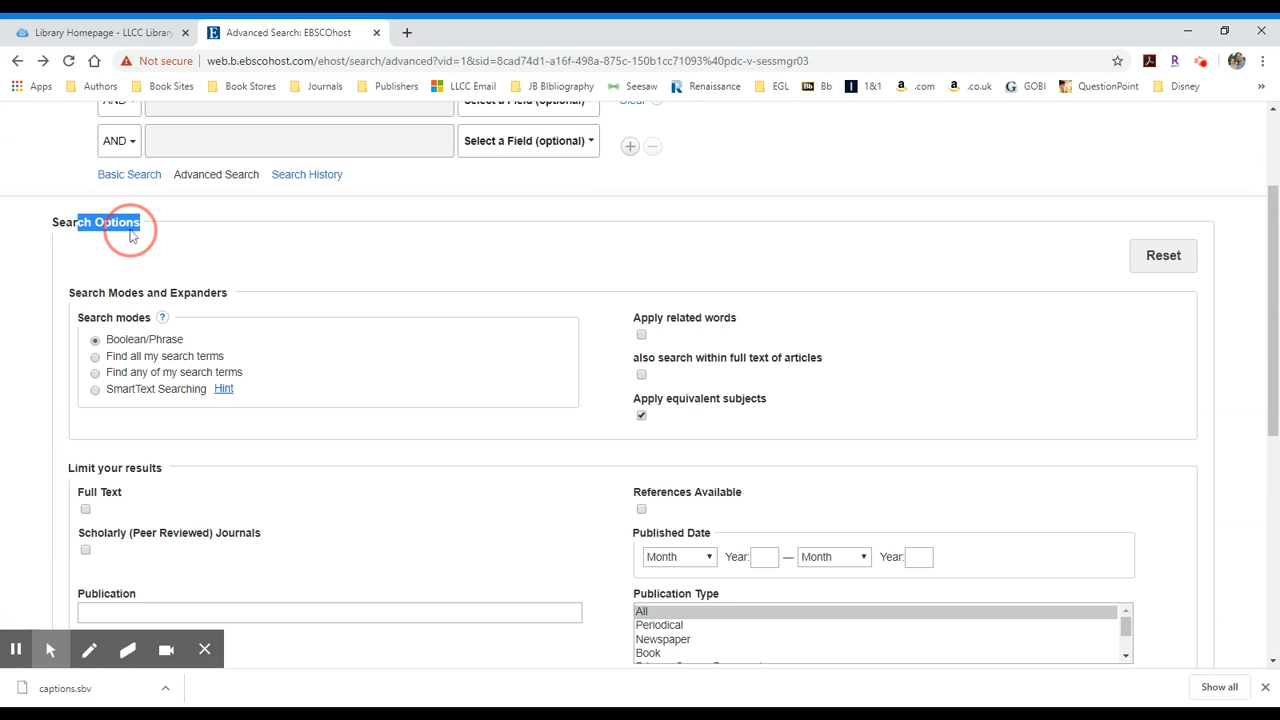 Library Homepage - LLCC Library
Advanced Search: EBSCOhost
Not secure
web.b.ebscohost.com/ehost/search/advanced?vid=1&sid=8cad74d1-a16f-498a-875c-150b1cc71093%40pdc-v-sessmgr03
Apps Authors Book Sites Book Stores Journals Publishers LLCC Email JB BIbliography Seesaw Renaissance EGL Bb Bb 1&1 .com .co.uk GOBI QuestionPoint Disney »
AND Select a Field (optional) Clear
AND Select a Field (optional)
Basic Search Advanced Search Search History
Search Options
Reset
Search Modes and Expanders
Search modes ?
Boolean/Phrase
Find all my search terms
Find any of my search terms
SmartText Searching Hint
Apply related words
also search within full text of articles
Apply equivalent subjects
Limit your results
Full Text
References Available
Scholarly (Peer Reviewed) Journals
Published Date
Month Year: — Month Year:
Publication
Publication Type
All
Periodical
Newspaper
Book
captions.sbv
Show all